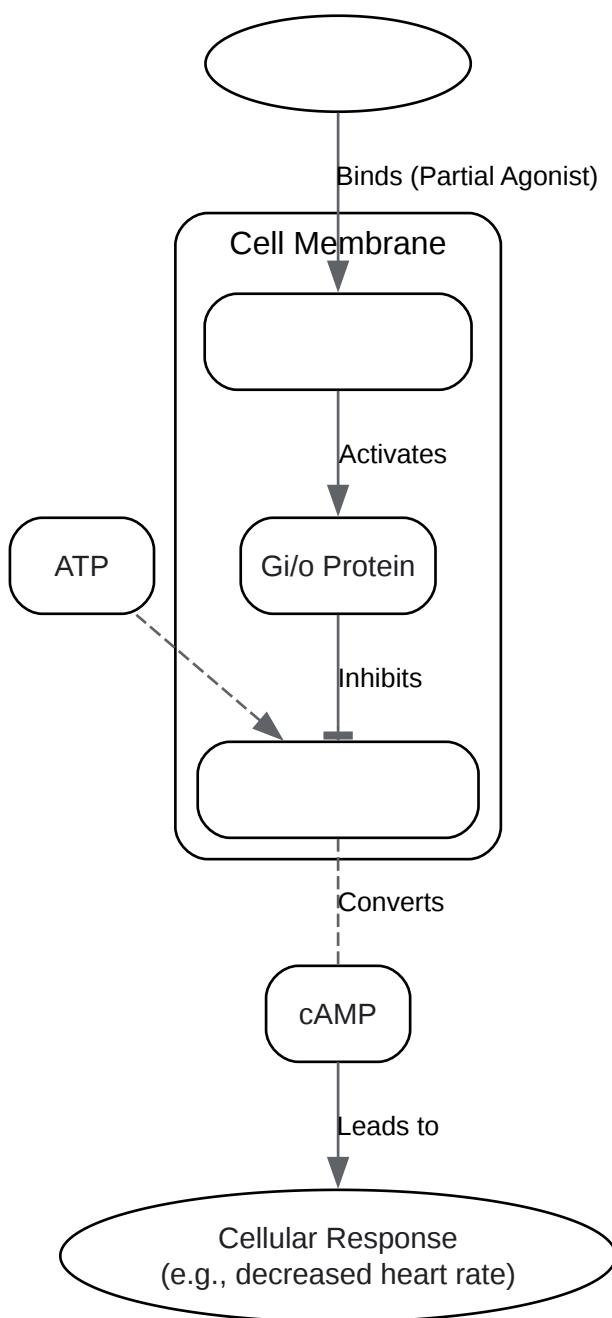 Binds (Partial Agonist)
Cell Membrane
Activates
ATP
Gi/o Protein
Inhibits
Converts
cAMP
Leads to
Cellular Response
(e.g., decreased heart rate)